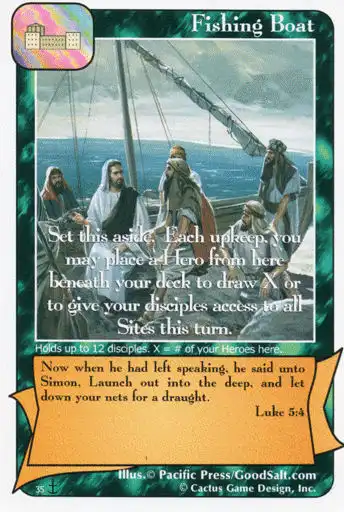 Fishing Boat
Set this aside. Each upkeep, you
may place a Hero from here
beneath your deck to draw X or
to give your disciples access to all
Sites this turn.
Holds up to 12 disciples. X = # of your Heroes here.
Now when he had left speaking, he said unto
Simon, Launch out into the deep, and let
down your nets for a draught.
Luke 5:4
Illus.© Pacific Press/GoodSalt.com
35 © Cactus Game Design, Inc.